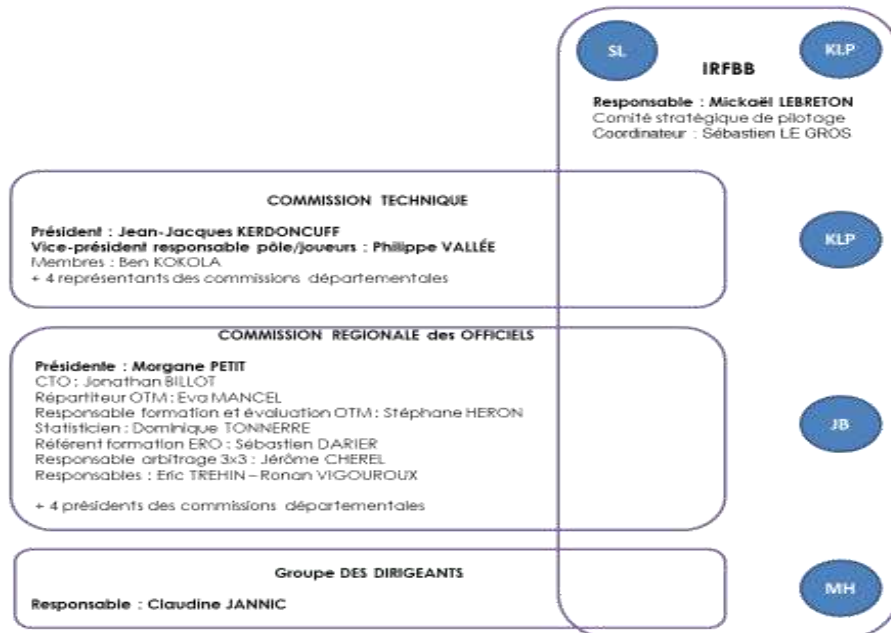 SL
KLP
IRFBB
Responsable : Mickaël LEBRETON
Comité stratégique de pilotage
Coordinateur : Sébastien LE GROS
COMMISSION TECHNIQUE
Président : Jean-Jacques KERDONCUFF
Vice-président responsable pôle/joueurs : Philippe VALLÉE
Membres : Ben KOKOLA
+ 4 représentants des commissions départementales
KLP
COMMISSION REGIONALE des OFFICIELS
Présidente : Morgane PETIT
CTO : Jonathan BILLOT
Répartiteur OTM : Eva MANCEL
Responsable formation et évaluation OTM : Stéphane HERON
Statisticien : Dominique TONNERRE
Référent formation ERO : Sébastien DARIER
Responsable arbitrage 3x3 : Jérôme CHEREL
Responsables : Eric TREHIN – Ronan VIGOUROUX
+ 4 présidents des commissions départementales
JB
Groupe DES DIRIGEANTS
Responsable : Claudine JANNIC
MH